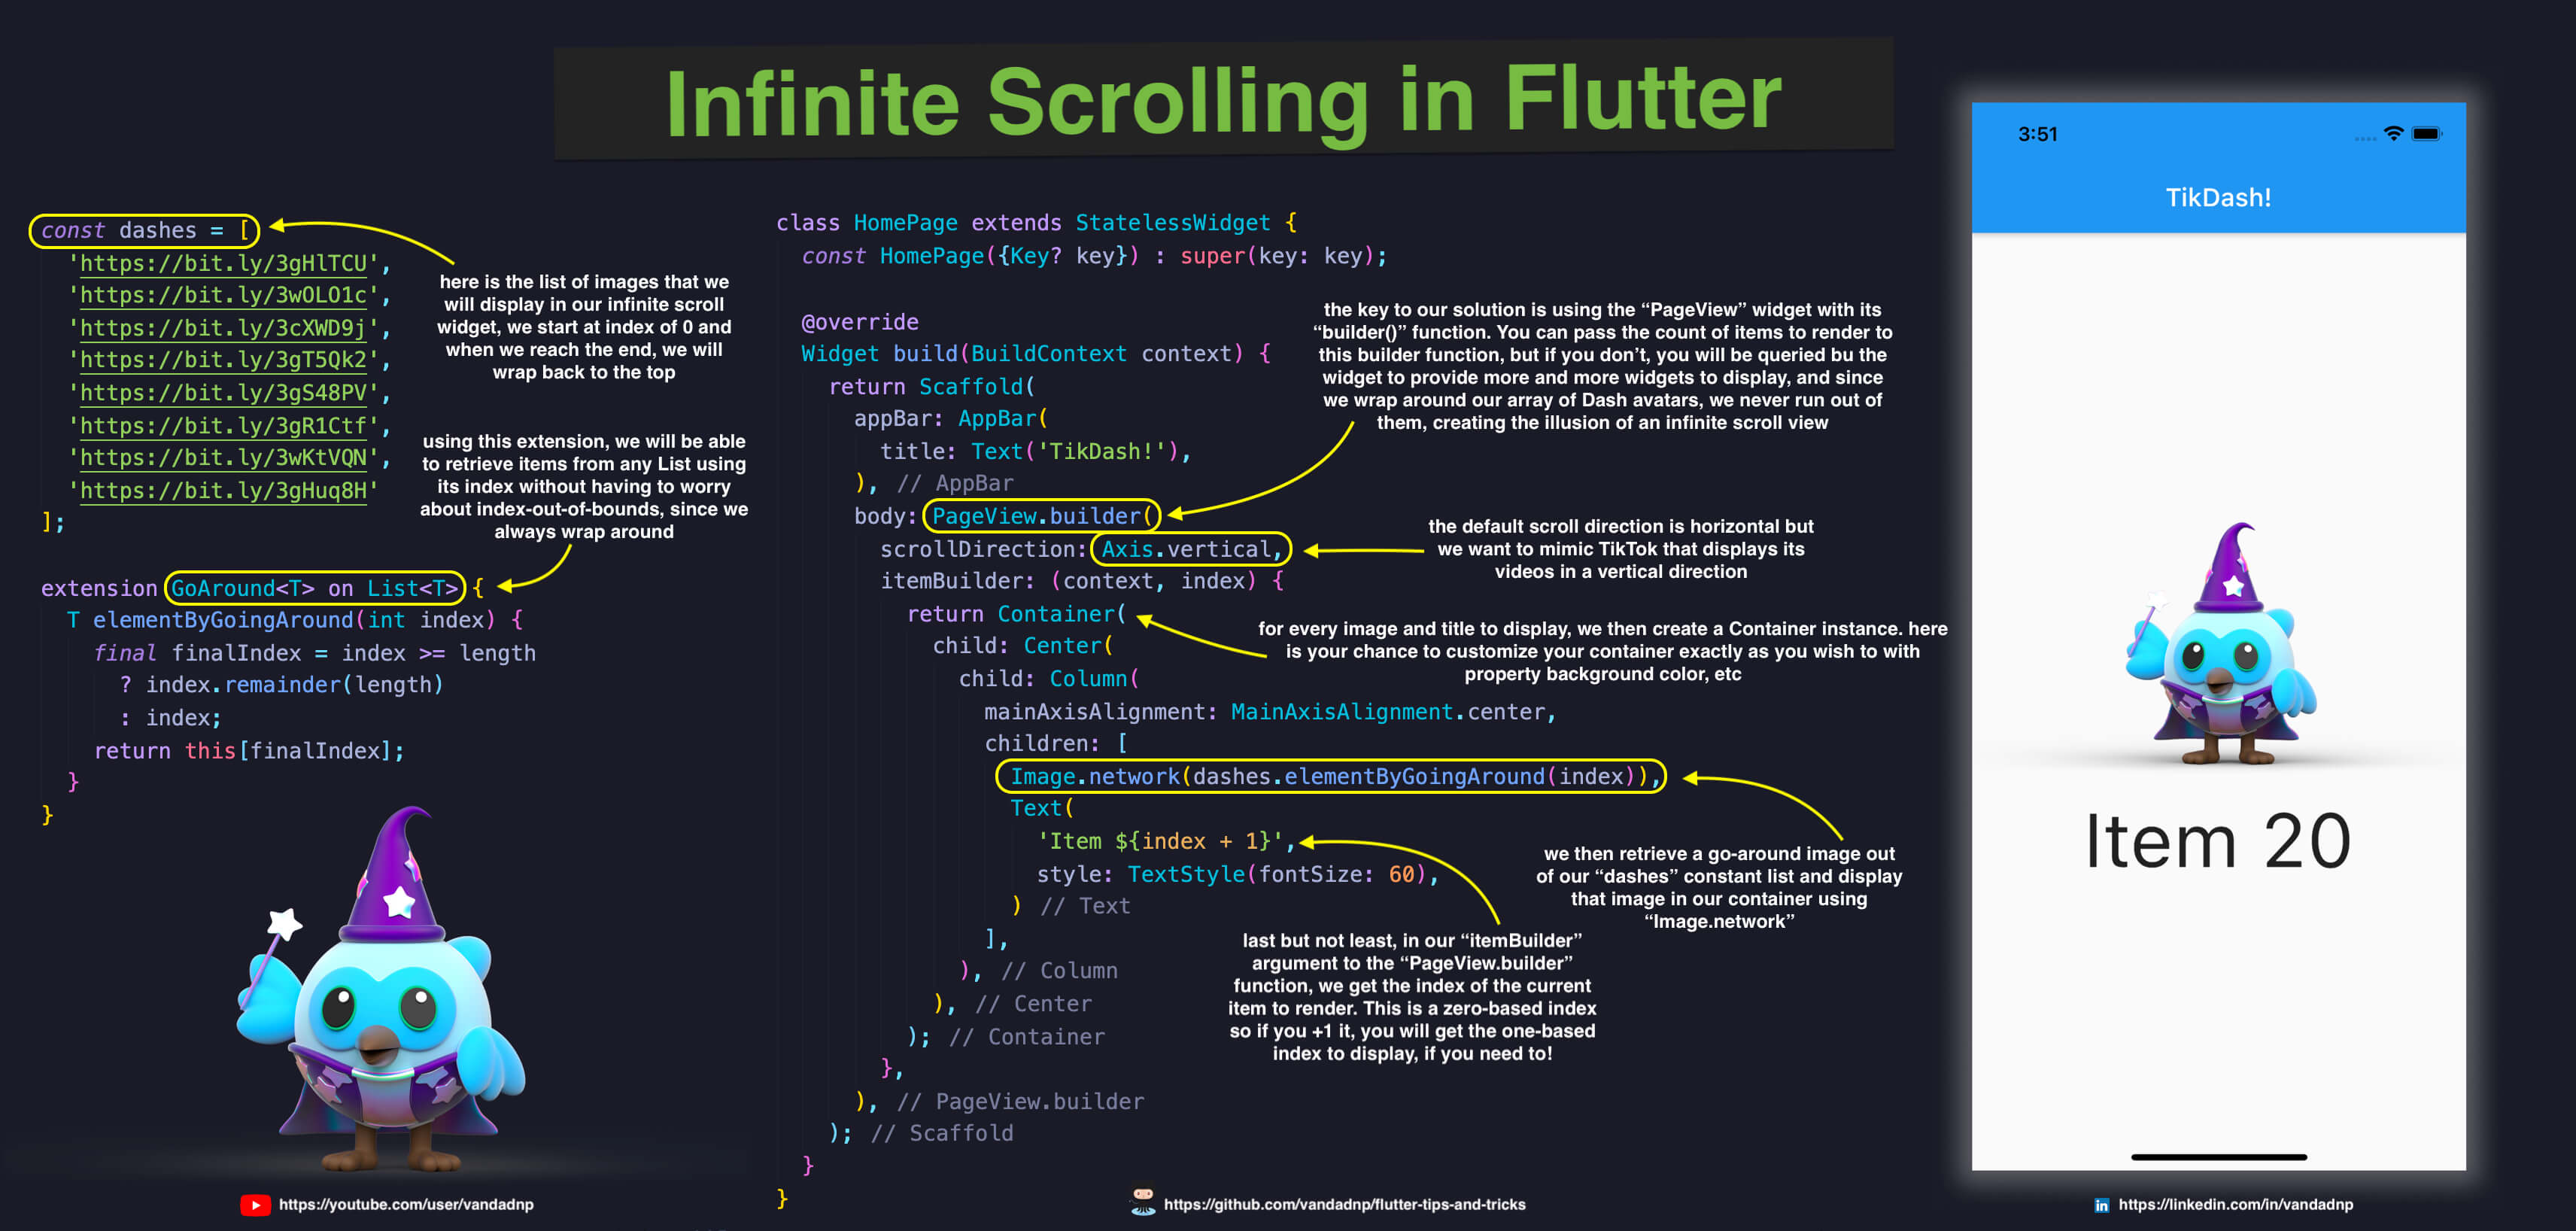 Infinite Scrolling in Flutter
const dashes = [
'https://bit.ly/3gHlTCU',
'https://bit.ly/3wOLO1c',
'https://bit.ly/3cXWD9j',
'https://bit.ly/3gT5Qk2',
'https://bit.ly/3gS48PV',
'https://bit.ly/3gR1Ctf',
'https://bit.ly/3wKtVQN',
'https://bit.ly/3gHuq8H'
];
here is the list of images that we
will display in our infinite scroll
widget, we start at index of 0 and
when we reach the end, we will
wrap back to the top
using this extension, we will be able
to retrieve items from any List using
its index without having to worry
about index-out-of-bounds, since we
always wrap around
extension GoAround<T> on List<T> {
T elementByGoingAround(int index) {
final finalIndex = index >= length
? index.remainder(length)
: index;
return this[finalIndex];
}
}
class HomePage extends StatelessWidget {
const HomePage({Key? key}) : super(key: key);
@override
Widget build(BuildContext context) {
return Scaffold(
appBar: AppBar(
title: Text('TikDash!'),
), // AppBar
body: PageView.builder(
scrollDirection: Axis.vertical,
itemBuilder: (context, index) {
return Container(
child: Center(
child: Column(
mainAxisAlignment: MainAxisAlignment.center,
children: [
Image.network(dashes.elementByGoingAround(index)),
Text(
'Item ${index + 1}',
style: TextStyle(fontSize: 60),
) // Text
],
), // Column
), // Center
); // Container
},
), // PageView.builder
); // Scaffold
}
}
the key to our solution is using the “PageView” widget with its
“builder()” function. You can pass the count of items to render to
this builder function, but if you don’t, you will be queried bu the
widget to provide more and more widgets to display, and since
we wrap around our array of Dash avatars, we never run out of
them, creating the illusion of an infinite scroll view
the default scroll direction is horizontal but
we want to mimic TikTok that displays its
videos in a vertical direction
for every image and title to display, we then create a Container instance. here
is your chance to customize your container exactly as you wish to with
property background color, etc
we then retrieve a go-around image out
of our “dashes” constant list and display
that image in our container using
“Image.network”
last but not least, in our “itemBuilder”
argument to the “PageView.builder”
function, we get the index of the current
item to render. This is a zero-based index
so if you +1 it, you will get the one-based
index to display, if you need to!
3:51
TikDash!
Item 20
https://youtube.com/user/vandadnp
https://github.com/vandadnp/flutter-tips-and-tricks
in https://linkedin.com/in/vandadnp